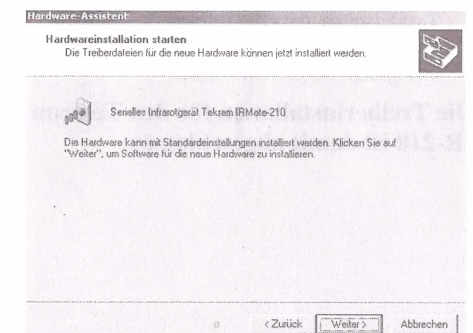 Hardware-Assistent
Hardwareinstallation starten
Die Treiberdateien für die neue Hardware können jetzt installiert werden.
Serielles Infrarotgerät Tekram IRMate-210
Die Hardware kann mit Standardeinstellungen installiert werden. Klicken Sie auf
"Weiter", um Software für die neue Hardware zu installieren.
< Zurück
Weiter >
Abbrechen